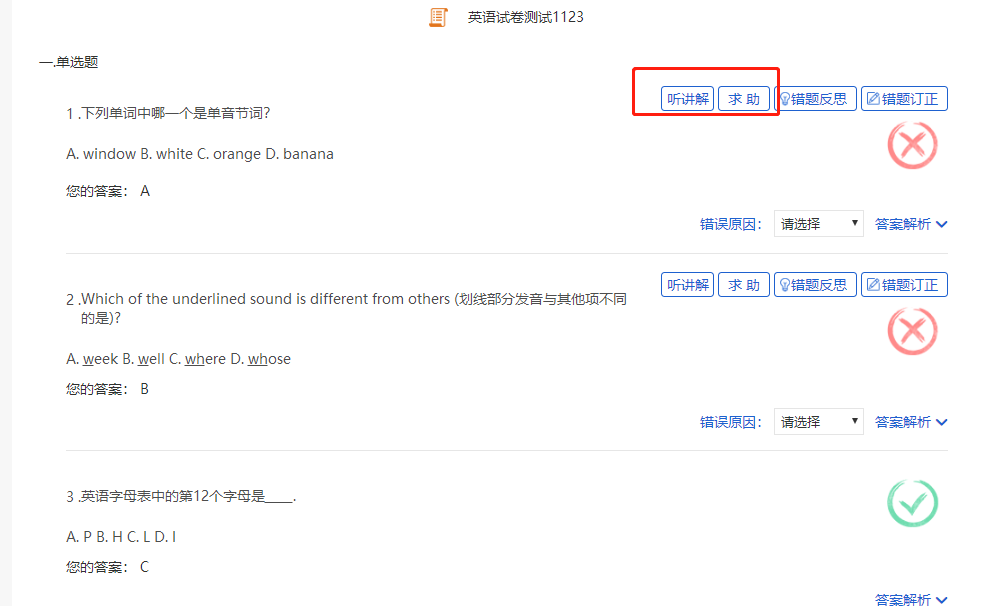 英语试卷测试1123
一.单选题
听讲解 求 助 错题反思 错题订正
1 .下列单词中哪一个是单音节词?
A. window B. white C. orange D. banana
您的答案： A
错误原因： 请选择 答案解析
听讲解 求 助 错题反思 错题订正
2 .Which of the underlined sound is different from others (划线部分发音与其他项不同
的是)?
A. week B. well C. where D. whose
您的答案： B
错误原因： 请选择 答案解析
3 .英语字母表中的第12个字母是____.
A. P B. H C. L D. I
您的答案： C
答案解析